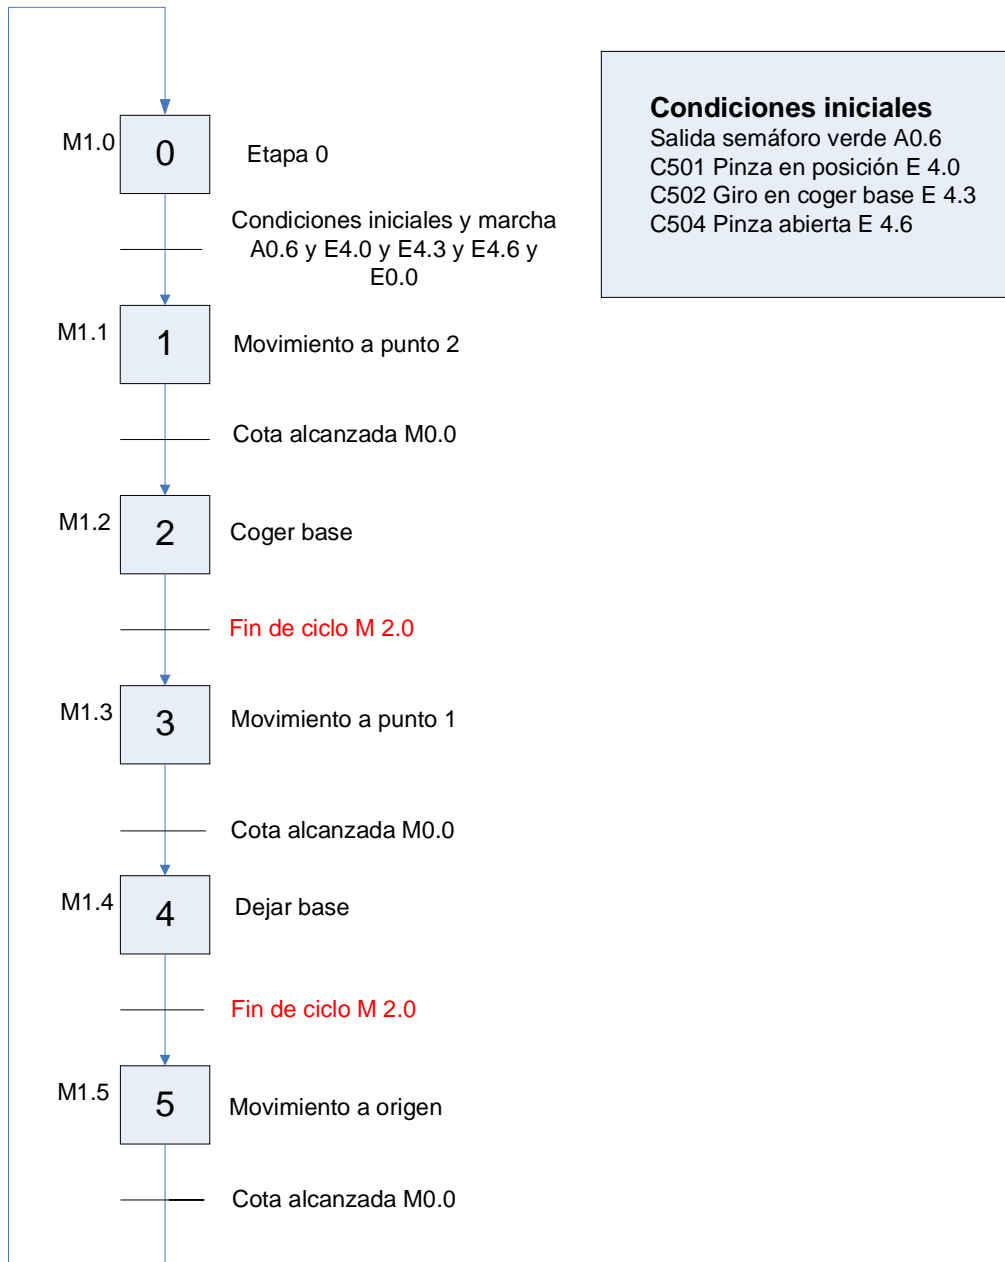 Condiciones iniciales
Salida semáforo verde A0.6
C501 Pinza en posición E 4.0
C502 Giro en coger base E 4.3
C504 Pinza abierta E 4.6
M1.0
0
Etapa 0
Condiciones iniciales y marcha
A0.6 y E4.0 y E4.3 y E4.6 y
E0.0
M1.1
1
Movimiento a punto 2
Cota alcanzada M0.0
M1.2
2
Coger base
Fin de ciclo M 2.0
M1.3
3
Movimiento a punto 1
Cota alcanzada M0.0
M1.4
4
Dejar base
Fin de ciclo M 2.0
M1.5
5
Movimiento a origen
Cota alcanzada M0.0